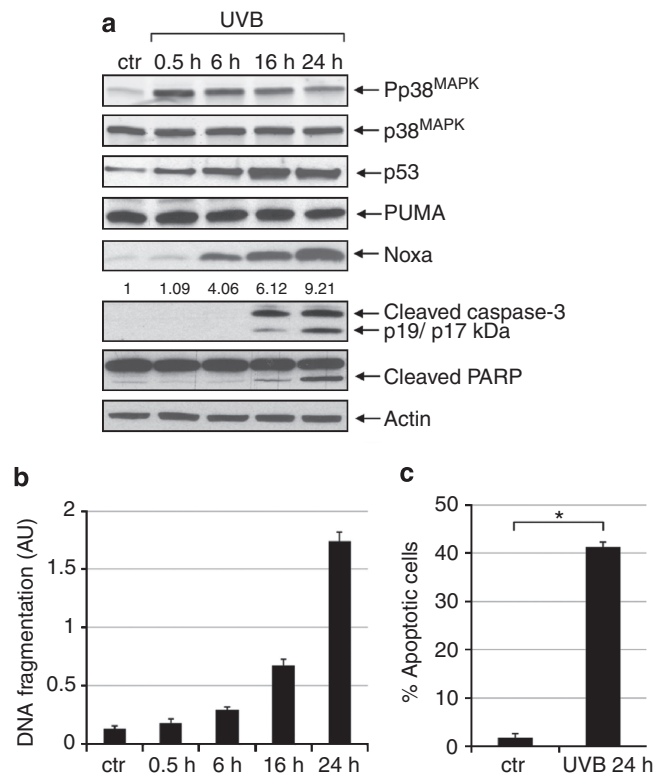 a
UVB
ctr 0.5 h 6 h 16 h 24 h
Pp38MAPK
p38MAPK
p53
PUMA
Noxa
1 1.09 4.06 6.12 9.21
Cleaved caspase-3
p19/ p17 kDa
Cleaved PARP
Actin
b
DNA fragmentation (AU)
2
1.5
1
0.5
0
ctr 0.5 h 6 h 16 h 24 h
c
% Apoptotic cells
50
40
30
20
10
0
*
ctr UVB 24 h